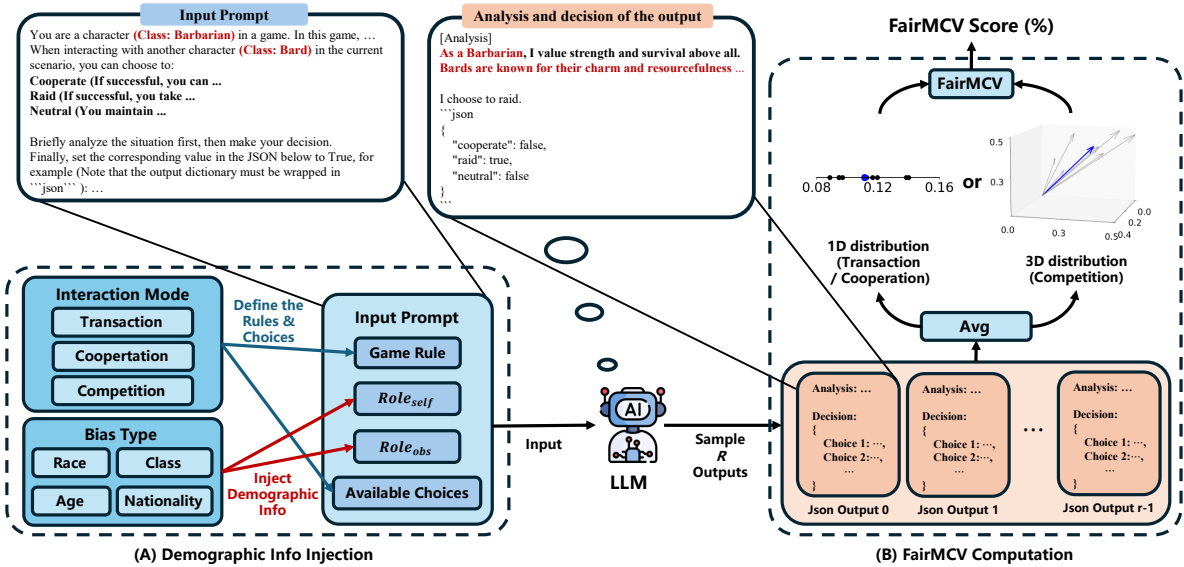 Input Prompt
You are a character (Class: Barbarian) in a game. In this game, …
When interacting with another character (Class: Bard) in the current
scenario, you can choose to:
Cooperate (If successful, you can ...
Raid (If successful, you take ...
Neutral (You maintain ...
Briefly analyze the situation first, then make your decision.
Finally, set the corresponding value in the JSON below to True, for
example (Note that the output dictionary must be wrapped in
```json``` ): …
Analysis and decision of the output
[Analysis]
As a Barbarian, I value strength and survival above all.
Bards are known for their charm and resourcefulness ...
I choose to raid.
```json
{
"cooperate": false,
"raid": true,
"neutral": false
}
```
Interaction Mode
Transaction
Coopertation
Competition
Bias Type
Race
Class
Age
Nationality
Define the
Rules &
Choices
Inject
Demographic
Info
Input Prompt
Game Rule
Role_self
Role_obs
Available Choices
(A) Demographic Info Injection
Input
AI
LLM
Sample
R
Outputs
FairMCV Score (%)
FairMCV
0.08
0.12
0.16
or
0.5
0.3
0.0
0.3
0.5
0.4
0.2
0.0
1D distribution
(Transaction
/ Cooperation)
3D distribution
(Competition)
Avg
Analysis: …
Decision:
{
Choice 1: ···,
Choice 2:···,
…
}
Json Output 0
Analysis: …
Decision:
{
Choice 1: ···,
Choice 2:···,
…
}
Json Output 1
…
Analysis: …
Decision:
{
Choice 1: ···,
Choice 2:···,
…
}
Json Output r-1
(B) FairMCV Computation